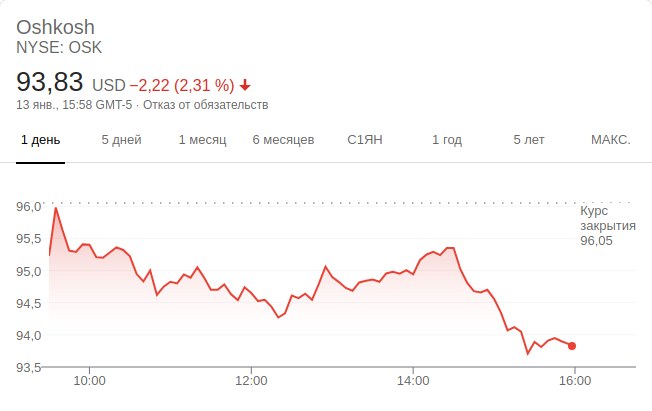 Oshkosh
NYSE: OSK
93,83 USD −2,22 (2,31 %)
13 янв., 15:58 GMT-5 · Отказ от обязательств
1 день 5 дней 1 месяц 6 месяцев С1ЯН 1 год 5 лет МАКС.
96,0
Курс
закрытия
96.05
95,5
95,0
94,5
94,0
93,5
10:00 12:00 14:00 16:00